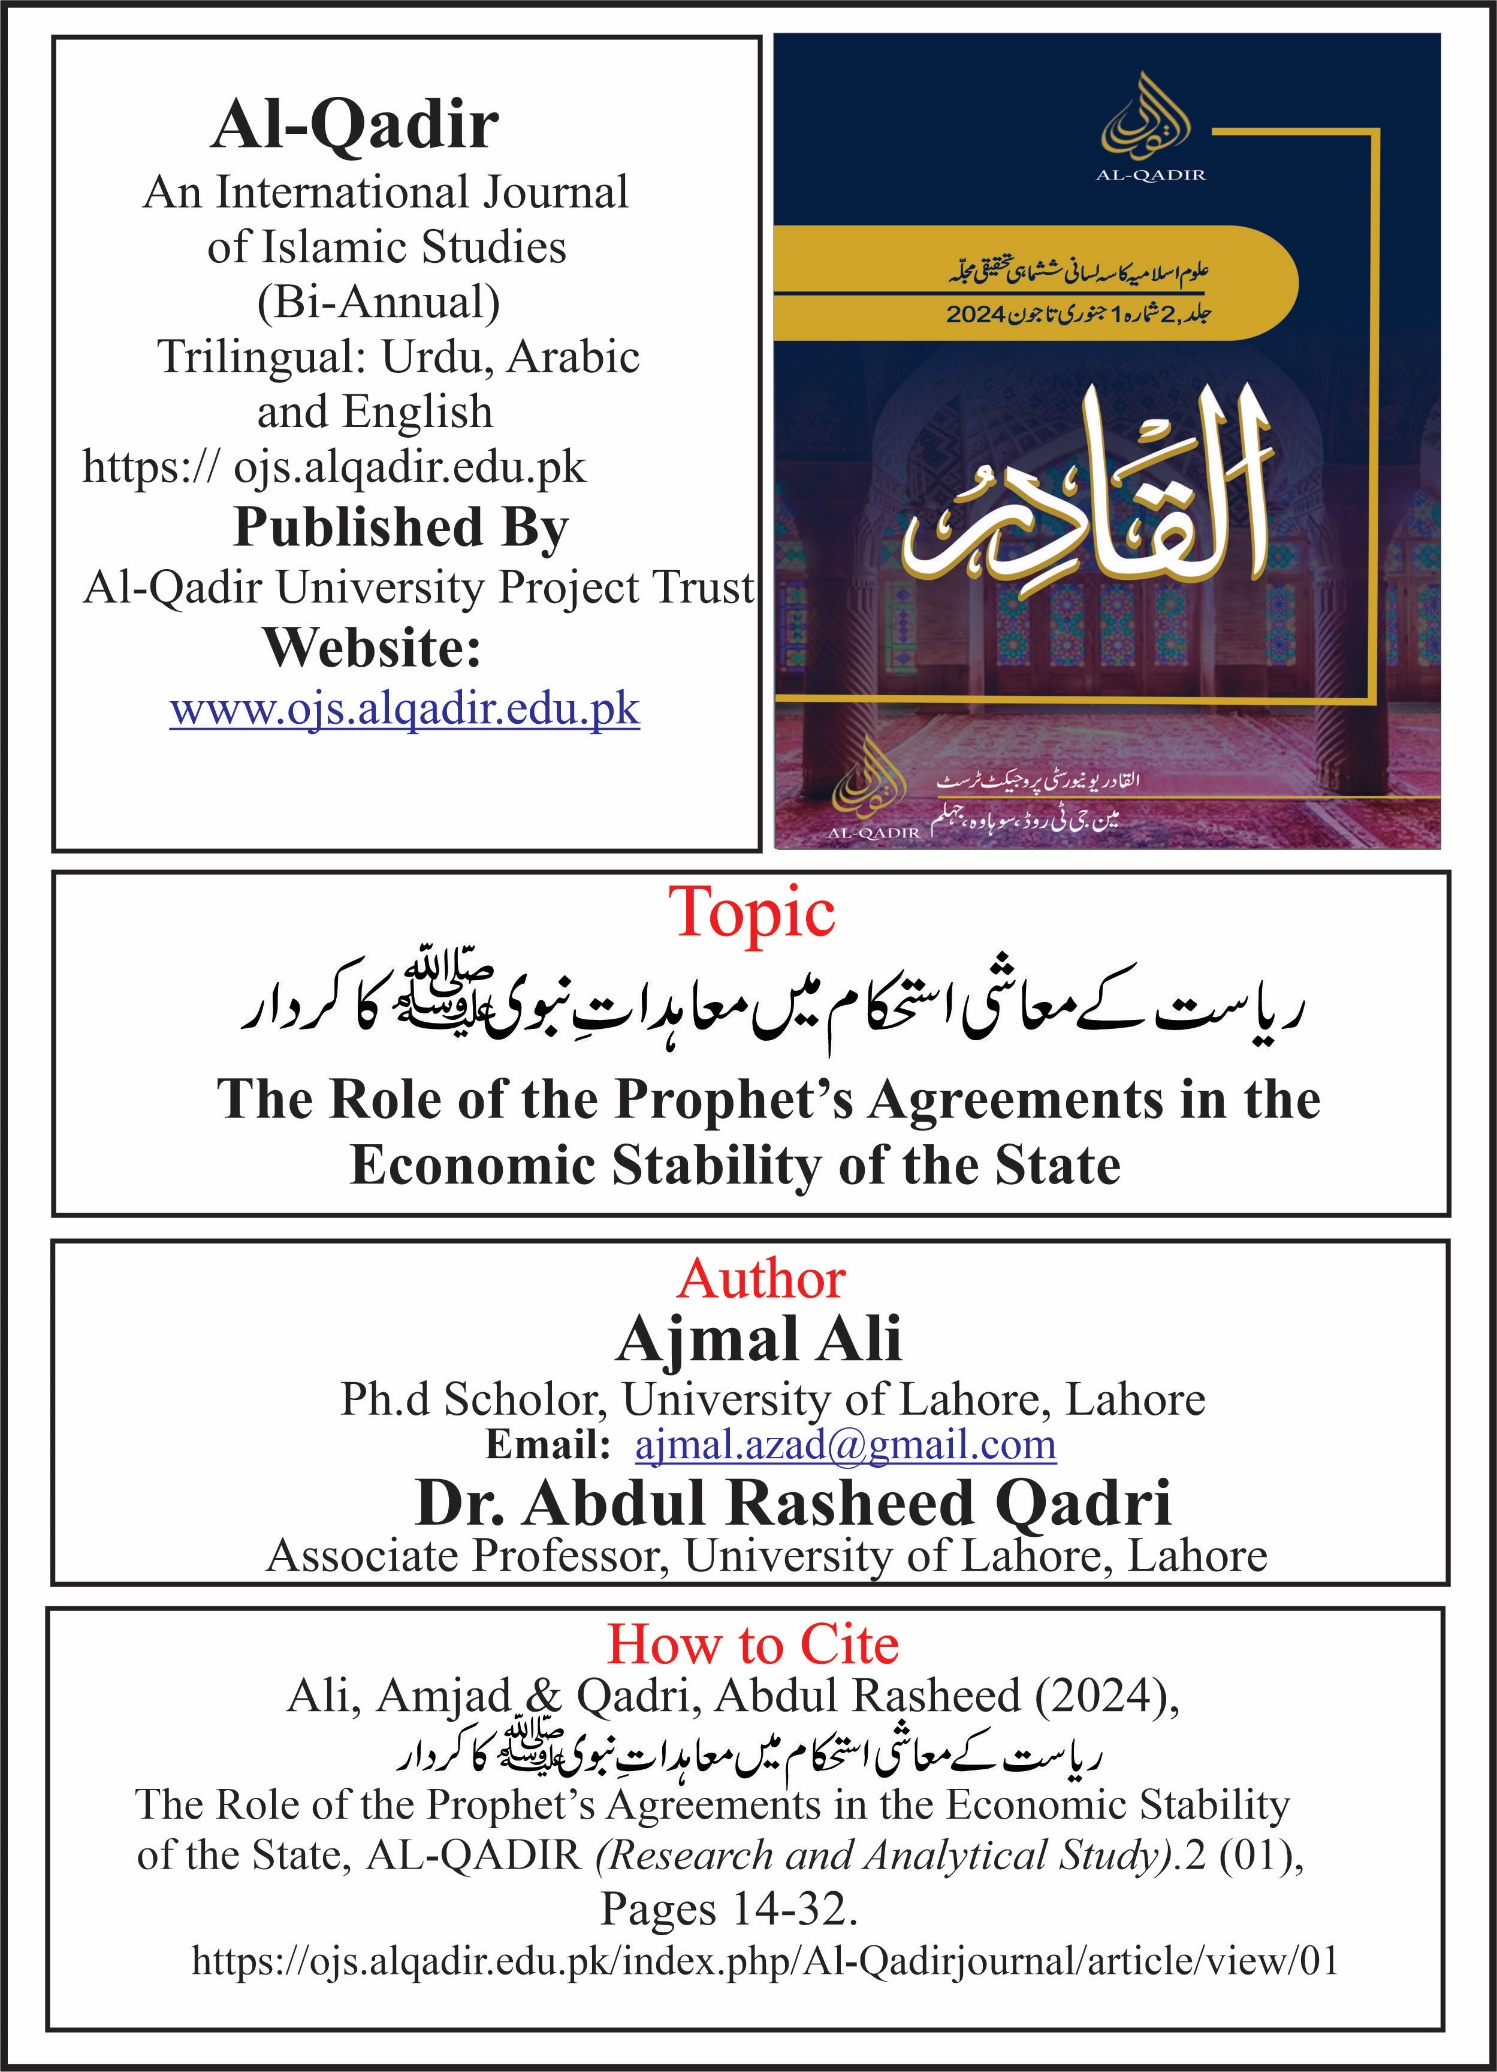 Al-Qadir
An International Journal
of Islamic Studies
(Bi-Annual)
Trilingual: Urdu, Arabic
and English
https:// ojs.alqadir.edu.pk
Published By
Al-Qadir University Project Trust
Website:
www.ojs.alqadir.edu.pk
AL-QADIR
علوم اسلامیہ کا سہ لسانی ششماہی تحقیقی مجلّہ
جلد,2 شمارہ 1 جنوری تا جون 2024
القَادِرُ
القادر یونیورسٹی پروجیکٹ ٹرسٹ
AL-QADIR
مین جی ٹی روڈ، سوہاوہ، جہلم
Topic
ریاست کے معاشی استحکام میں معاہداتِ نبوی ﷺ کا کردار
The Role of the Prophet’s Agreements in the
Economic Stability of the State
Author
Ajmal Ali
Ph.d Scholor, University of Lahore, Lahore
Email: ajmal.azad@gmail.com
Dr. Abdul Rasheed Qadri
Associate Professor, University of Lahore, Lahore
How to Cite
Ali, Amjad & Qadri, Abdul Rasheed (2024),
ریاست کے معاشی استحکام میں معاہداتِ نبوی ﷺ کا کردار
The Role of the Prophet’s Agreements in the Economic Stability
of the State, AL-QADIR (Research and Analytical Study).2 (01),
Pages 14-32.
https://ojs.alqadir.edu.pk/index.php/Al-Qadirjournal/article/view/01